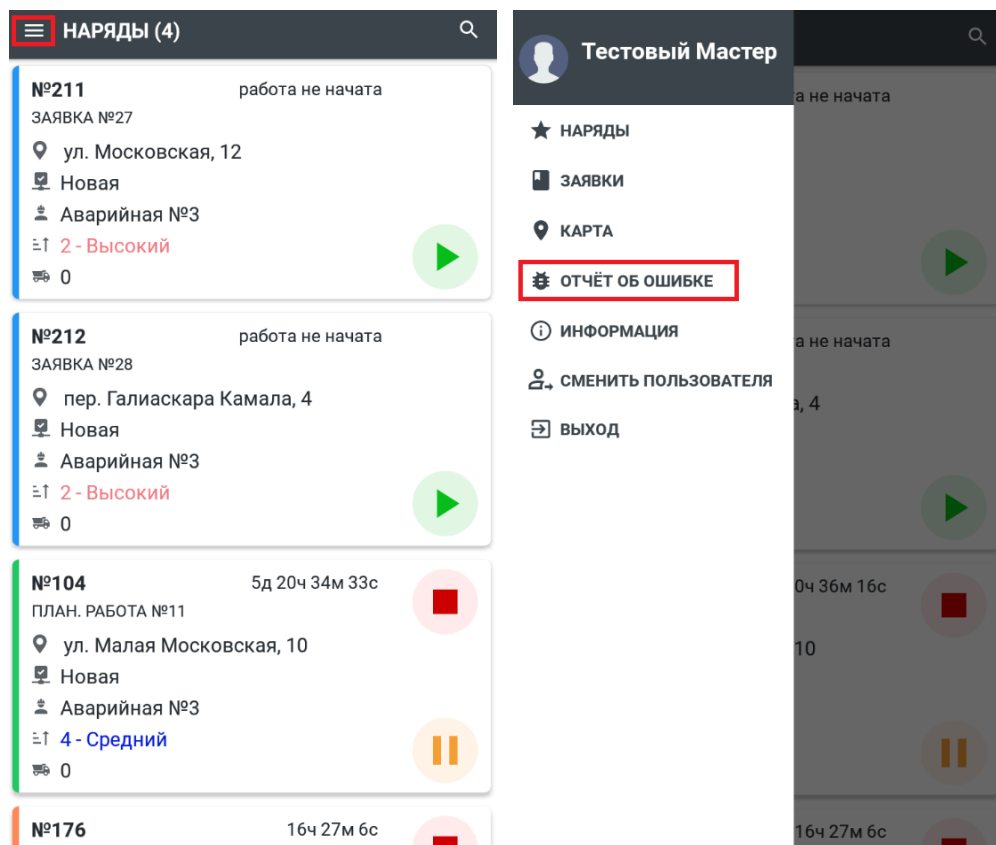 НАРЯДЫ (4)
№211 работа не начата
ЗАЯВКА №27
ул. Московская, 12
Новая
Аварийная №3
2 - Высокий
0
№212 работа не начата
ЗАЯВКА №28
пер. Галиаскара Камала, 4
Новая
Аварийная №3
2 - Высокий
0
№104 5д 20ч 34м 33с
ПЛАН. РАБОТА №11
ул. Малая Московская, 10
Новая
Аварийная №3
4 - Средний
0
№176 16ч 27м 6с
Тестовый Мастер
НАРЯДЫ
ЗАЯВКИ
КАРТА
ОТЧЁТ ОБ ОШИБКЕ
ИНФОРМАЦИЯ
СМЕНИТЬ ПОЛЬЗОВАТЕЛЯ
ВЫХОД
а не начата
а не начата
а, 4
0ч 36м 16с
10
16ч 27м 6с